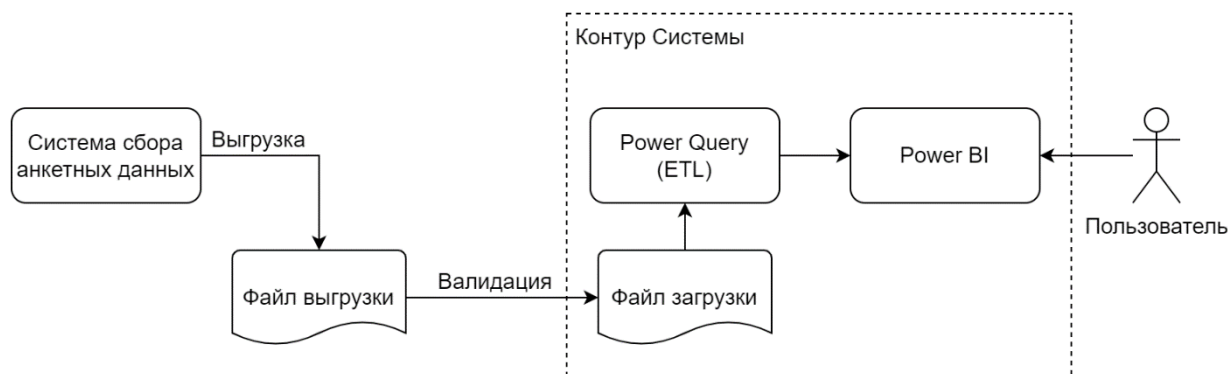 Контур Системы
Система сбора
анкетных данных
Выгрузка
Power Query
(ETL)
Power BI
Пользователь
Файл выгрузки
Валидация
Файл загрузки